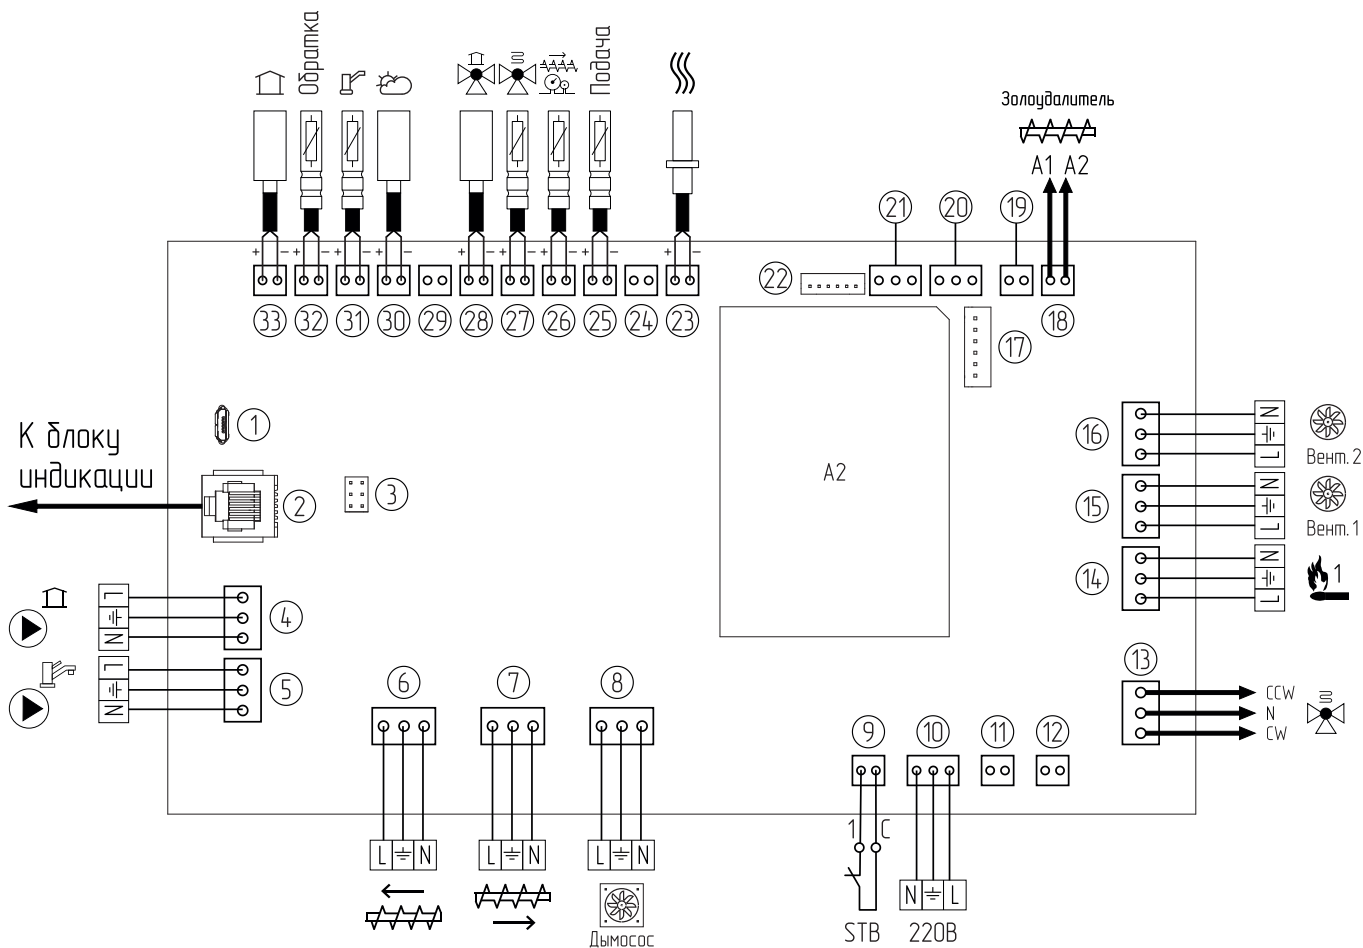 Обратка
Подача
Золоудалитель
A1 A2
+ − + − + − + − + − + − + − + − + −
21 20 19
22
33 32 31 30 29 28 27 26 25 24 23
18
17
К блоку
индикации
1
2
3
A2
16
N
L
Вент. 2
15
N
L
Вент. 1
14
N
L
1
L
N
4
L
N
5
13
CCW
N
CW
6 7 8
9 10 11 12
1 C
L N
L N
L N
N L
Дымосос
STB
220В